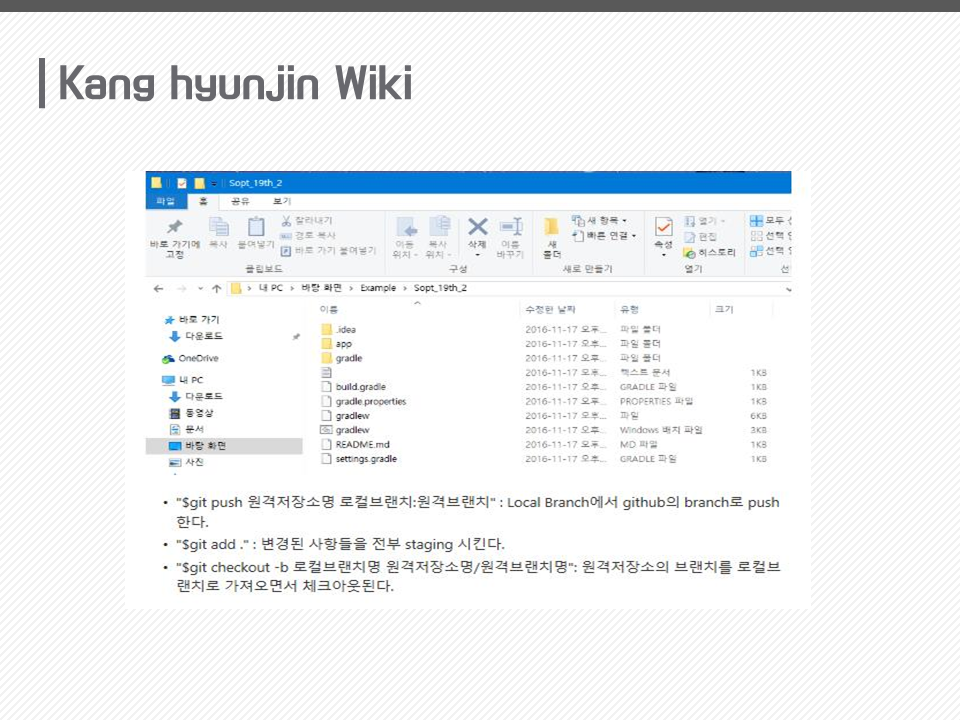 Kang hyunjin Wiki
Sopt_19th_2
파일 홈 공유 보기
바로 가기에 고정
복사
붙여넣기
잘라내기
경로 복사
바로 가기 붙여넣기
클립보드
이동 위치
복사 위치
삭제
이름 바꾸기
구성
새 폴더
새 항목
빠른 연결
새로 만들기
속성
열기
편집
히스토리
열기
모두 선
선택 안
선택 영
선택
내 PC > 바탕 화면 > Example > Sopt_19th_2
이름 수정한 날짜 유형 크기
바로 가기
다운로드
OneDrive
내 PC
다운로드
동영상
문서
바탕 화면
사진
.idea 2016-11-17 오후... 파일 폴더
app 2016-11-17 오후... 파일 폴더
gradle 2016-11-17 오후... 파일 폴더
2016-11-17 오후... 텍스트 문서 1KB
build.gradle 2016-11-17 오후... GRADLE 파일 1KB
gradle.properties 2016-11-17 오후... PROPERTIES 파일 1KB
gradlew 2016-11-17 오후... 파일 6KB
gradlew 2016-11-17 오후... Windows 배치 파일 3KB
README.md 2016-11-17 오후... MD 파일 1KB
settings.gradle 2016-11-17 오후... GRADLE 파일 1KB
• "$git push 원격저장소명 로컬브랜치:원격브랜치" : Local Branch에서 github의 branch로 push
한다.
• "$git add ." : 변경된 사항들을 전부 staging 시킨다.
• "$git checkout -b 로컬브랜치명 원격저장소명/원격브랜치명": 원격저장소의 브랜치를 로컬브
랜치로 가져오면서 체크아웃된다.